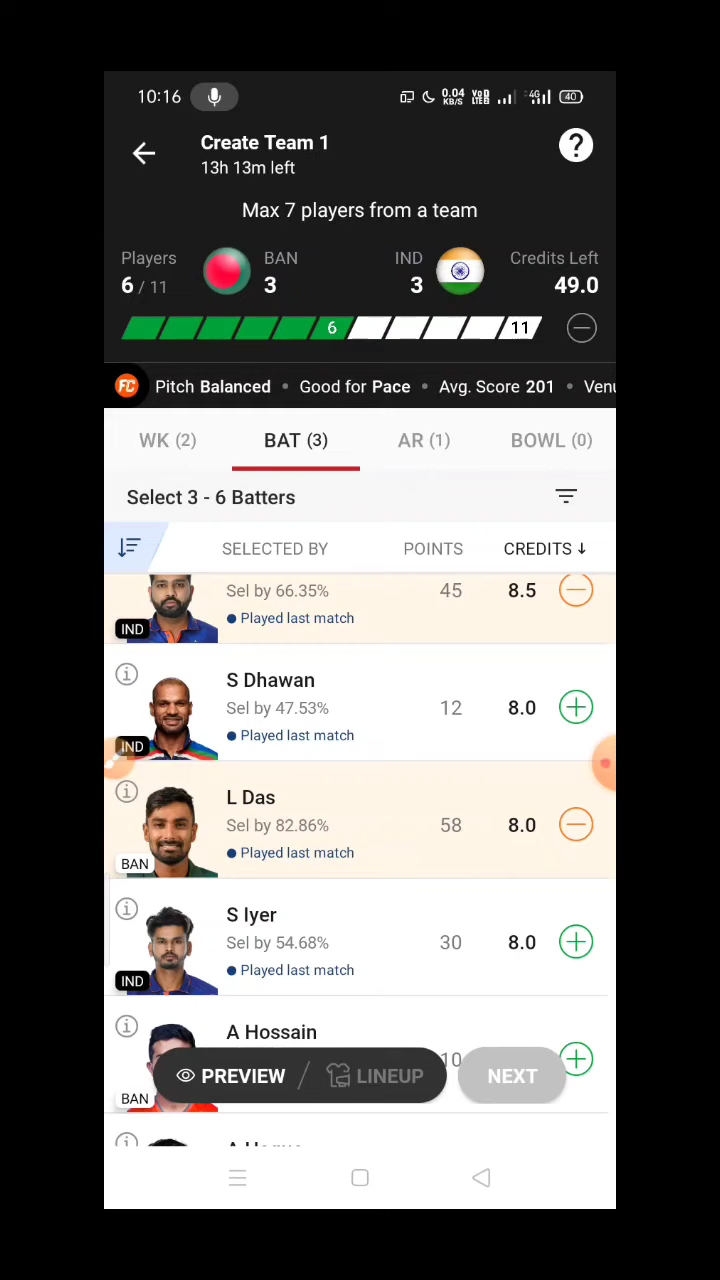 10:16 0.04 KB/S VoD LTE 4G 40
Create Team 1
13h 13m left
?
Max 7 players from a team
Players BAN IND Credits Left
6 / 11 3 3 49.0
6 11
FC Pitch Balanced • Good for Pace • Avg. Score 201 • Venu
WK (2) BAT (3) AR (1) BOWL (0)
Select 3 - 6 Batters
SELECTED BY POINTS CREDITS ↓
Sel by 66.35% 45 8.5
IND Played last match
S Dhawan
Sel by 47.53% 12 8.0
IND Played last match
L Das
Sel by 82.86% 58 8.0
BAN Played last match
S Iyer
Sel by 54.68% 30 8.0
IND Played last match
A Hossain
10
BAN
PREVIEW / LINEUP NEXT